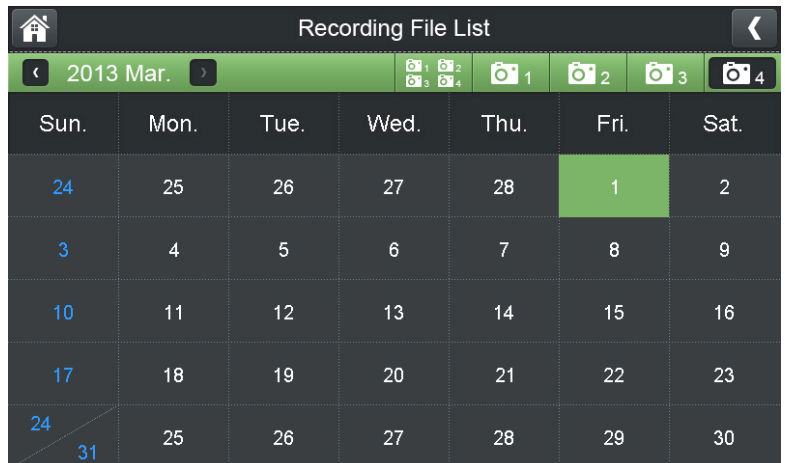 Recording File List
2013 Mar. 1 2 3 4 1 2 3 4
Sun. Mon. Tue. Wed. Thu. Fri. Sat.
24 25 26 27 28 1 2
3 4 5 6 7 8 9
10 11 12 13 14 15 16
17 18 19 20 21 22 23
24 31 25 26 27 28 29 30